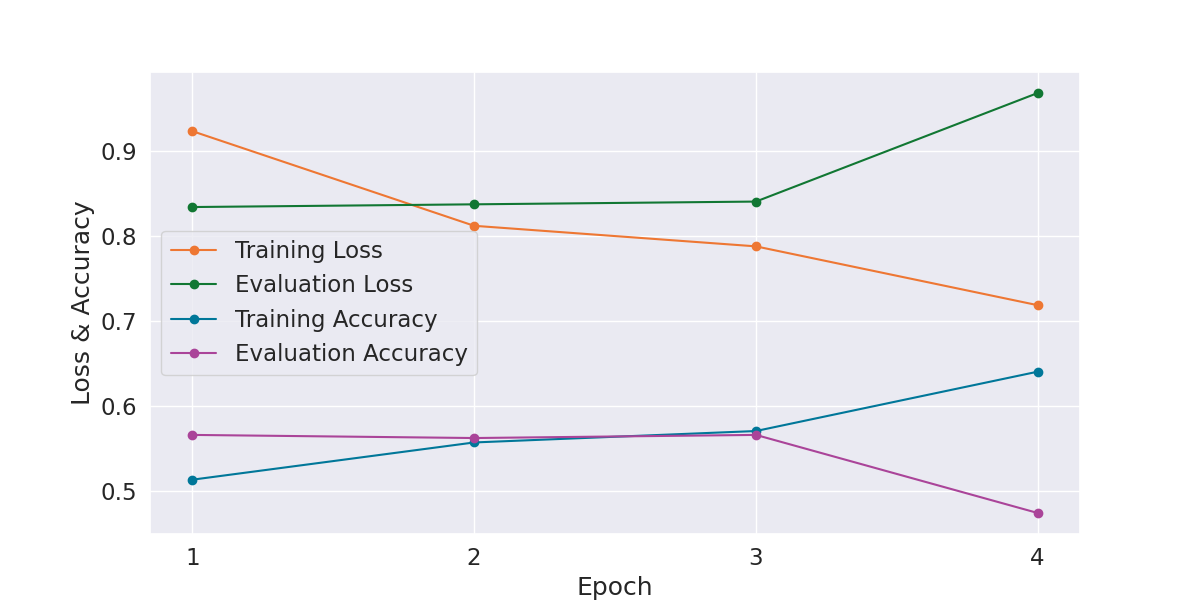 0.9
0.8
0.7
0.6
0.5
Loss & Accuracy
Training Loss
Evaluation Loss
Training Accuracy
Evaluation Accuracy
1 2 3 4
Epoch